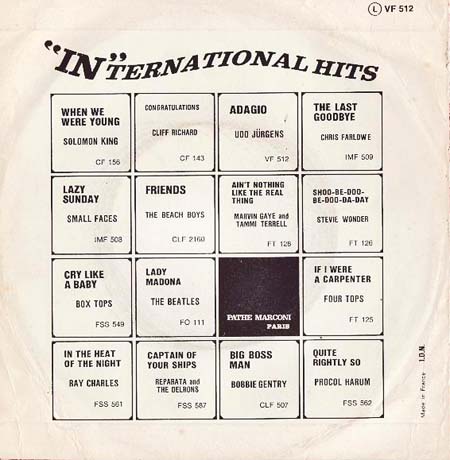 Ⓛ VF 512
"IN"TERNATIONAL HITS
WHEN WE
WERE YOUNG
SOLOMON KING
CF 156
CONGRATULATIONS
CLIFF RICHARD
CF 143
ADAGIO
UDO JÜRGENS
VF 512
THE LAST
GOODBYE
CHRIS FARLOWE
IMF 509
LAZY
SUNDAY
SMALL FACES
IMF 508
FRIENDS
THE BEACH BOYS
CLF 2160
AIN'T NOTHING
LIKE THE REAL
THING
MARVIN GAYE and
TAMMI TERRELL
FT 128
SHOO-BE-DOO-
BE-DOO-DA-DAY
STEVIE WONDER
FT 126
CRY LIKE
A BABY
BOX TOPS
FSS 549
LADY
MADONA
THE BEATLES
FO 111
PATHE MARCONI
PARIS
IF I WERE
A CARPENTER
FOUR TOPS
FT 125
IN THE HEAT
OF THE NIGHT
RAY CHARLES
FSS 561
CAPTAIN OF
YOUR SHIPS
REPARATA and
THE DELRONS
FSS 587
BIG BOSS
MAN
BOBBIE GENTRY
CLF 507
QUITE
RIGHTLY SO
PROCOL HARUM
FSS 562
Made in France I.D.N.